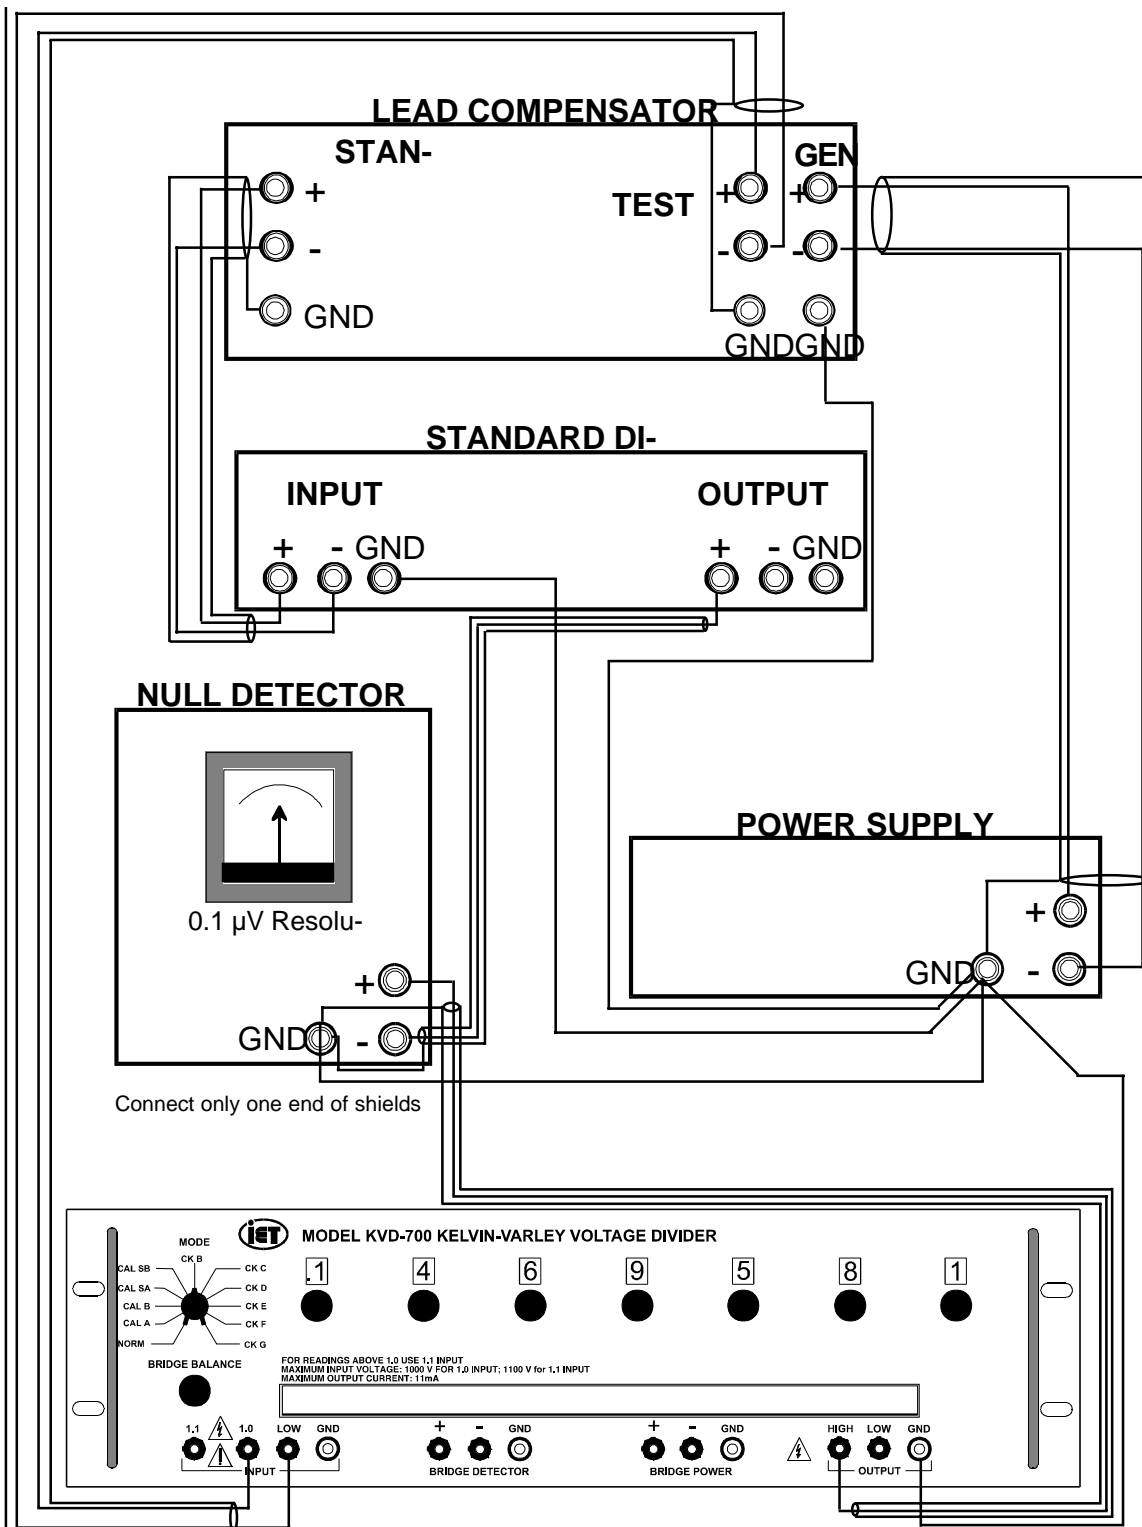 LEAD COMPENSATOR
STAN-
GEN
+
TEST
+
+
-
-
-
GND
GND
GND
STANDARD DI-
INPUT
OUTPUT
+ - GND
+ - GND
NULL DETECTOR
0.1 µV Resolu-
+
GND -
POWER SUPPLY
+
GND -
Connect only one end of shields
iET
MODEL KVD-700 KELVIN-VARLEY VOLTAGE DIVIDER
MODE
CK B
CAL SB
CK C
CAL SA
CK D
CAL B
CK E
CAL A
CK F
NORM
CK G
.1 4 6 9 5 8 1
BRIDGE BALANCE
FOR READINGS ABOVE 1.0 USE 1.1 INPUT
MAXIMUM INPUT VOLTAGE: 1000 V FOR 1.0 INPUT; 1100 V for 1.1 INPUT
MAXIMUM OUTPUT CURRENT: 11mA
1.1 1.0 LOW GND
INPUT
+ - GND
BRIDGE DETECTOR
+ - GND
BRIDGE POWER
HIGH LOW GND
OUTPUT